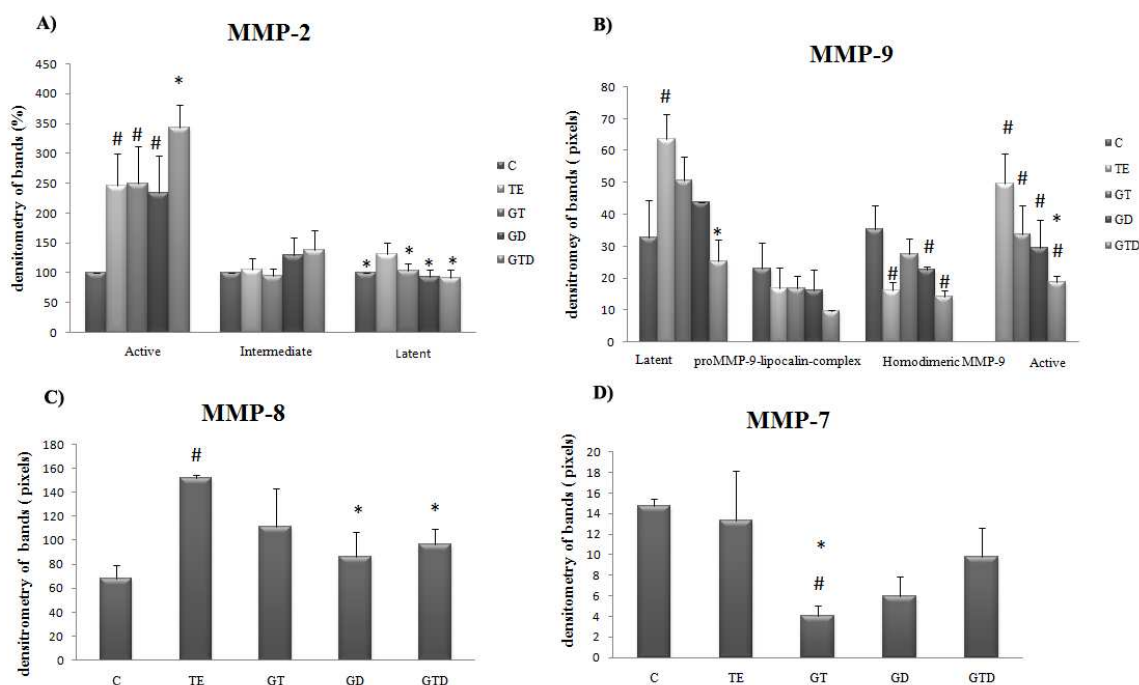 A)
MMP-2
densitometry of bands (%)
450
400
350
300
250
200
150
100
50
0
# # # *
* * * *
Active Intermediate Latent
C
TE
GT
GD
GTD
B)
MMP-9
densitromey of bands ( pixels)
80
70
60
50
40
30
20
10
0
#
*
#
#
#
#
#
#
*
#
Latent proMMP-9-lipocalin-complex Homodimeric MMP-9 Active
C
TE
GT
GD
GTD
C)
MMP-8
densitrometry of bands ( pixels)
180
160
140
120
100
80
60
40
20
0
# * *
C TE GT GD GTD
D)
MMP-7
densitometry of bands ( pixels)
20
18
16
14
12
10
8
6
4
2
0
*
#
C TE GT GD GTD